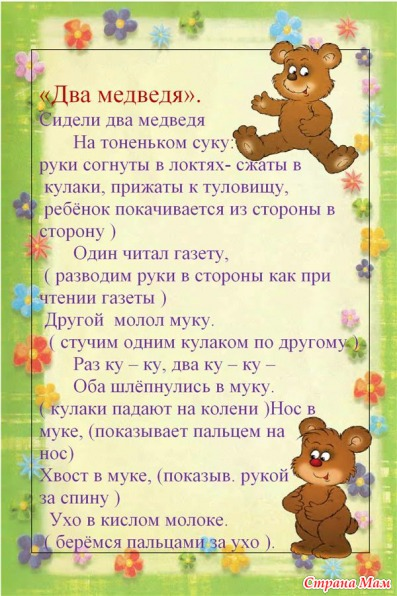 «Два медведя».
Сидели два медведя
На тоненьком суку:
руки согнуты в локтях- сжаты в
кулаки, прижаты к туловищу,
ребёнок покачивается из стороны в
сторону )
Один читал газету,
( разводим руки в стороны как при
чтении газеты )
Другой молол муку.
( стучим одним кулаком по другому.)
Раз ку – ку, два ку – ку –
Оба шлёпнулись в муку.
( кулаки падают на колени )Нос в
муке, (показывает пальцем на
нос)
Хвост в муке, (показыв. рукой
за спину )
Ухо в кислом молоке.
( берёмся пальцами за ухо ).
Страна Мам